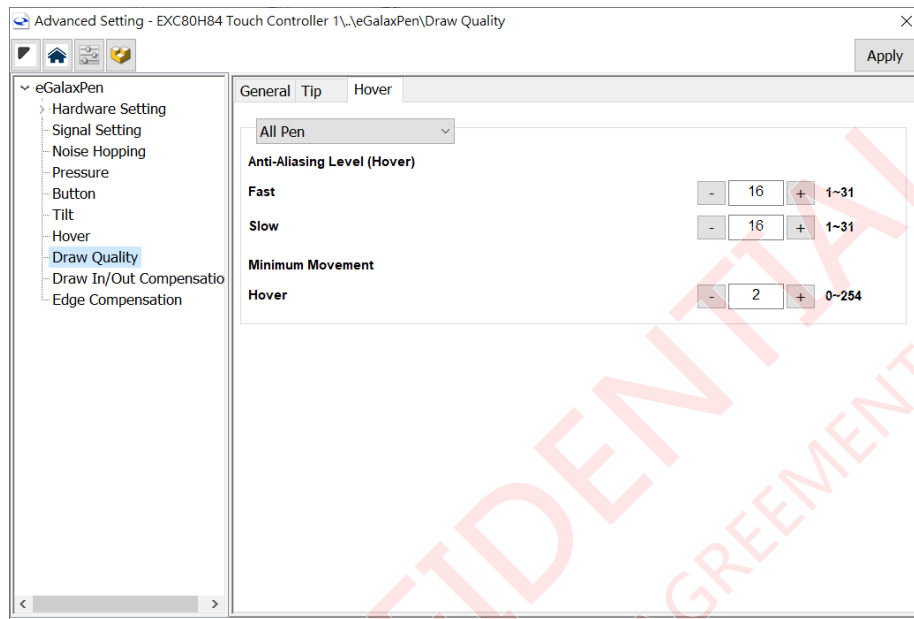 Advanced Setting - EXC80H84 Touch Controller 1\..\eGalaxPen\Draw Quality
Apply
eGalaxPen
Hardware Setting
Signal Setting
Noise Hopping
Pressure
Button
Tilt
Hover
Draw Quality
Draw In/Out Compensatio
Edge Compensation
General Tip Hover
All Pen
Anti-Aliasing Level (Hover)
Fast - 16 + 1~31
Slow - 16 + 1~31
Minimum Movement
Hover - 2 + 0~254
FIDENTIAL
AGREEMENT